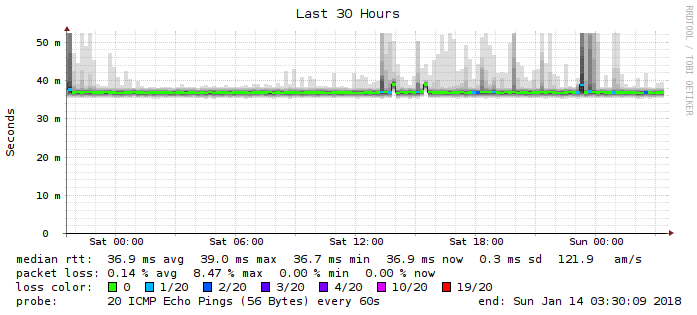 Last 30 Hours
RRDTOOL / TOBI OETIKER
Seconds
50 m
40 m
30 m
20 m
10 m
0
Sat 00:00 Sat 06:00 Sat 12:00 Sat 18:00 Sun 00:00
median rtt: 36.9 ms avg 39.0 ms max 36.7 ms min 36.9 ms now 0.3 ms sd 121.9 am/s
packet loss: 0.14 % avg 8.47 % max 0.00 % min 0.00 % now
loss color: 0 1/20 2/20 3/20 4/20 10/20 19/20
probe: 20 ICMP Echo Pings (56 Bytes) every 60s end: Sun Jan 14 03:30:09 2018